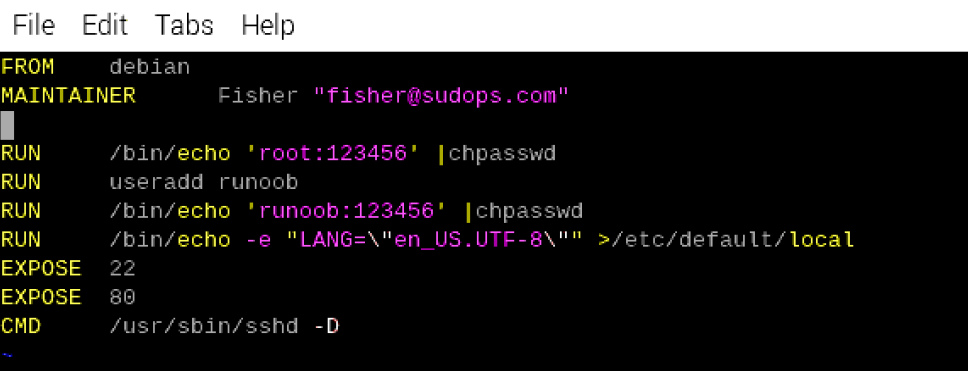 File Edit Tabs Help
FROM    debian
MAINTAINER      Fisher "fisher@sudops.com"
RUN     /bin/echo 'root:123456' |chpasswd
RUN     useradd runoob
RUN     /bin/echo 'runoob:123456' |chpasswd
RUN     /bin/echo -e "LANG=\"en_US.UTF-8\"" >/etc/default/local
EXPOSE  22
EXPOSE  80
CMD     /usr/sbin/sshd -D
~